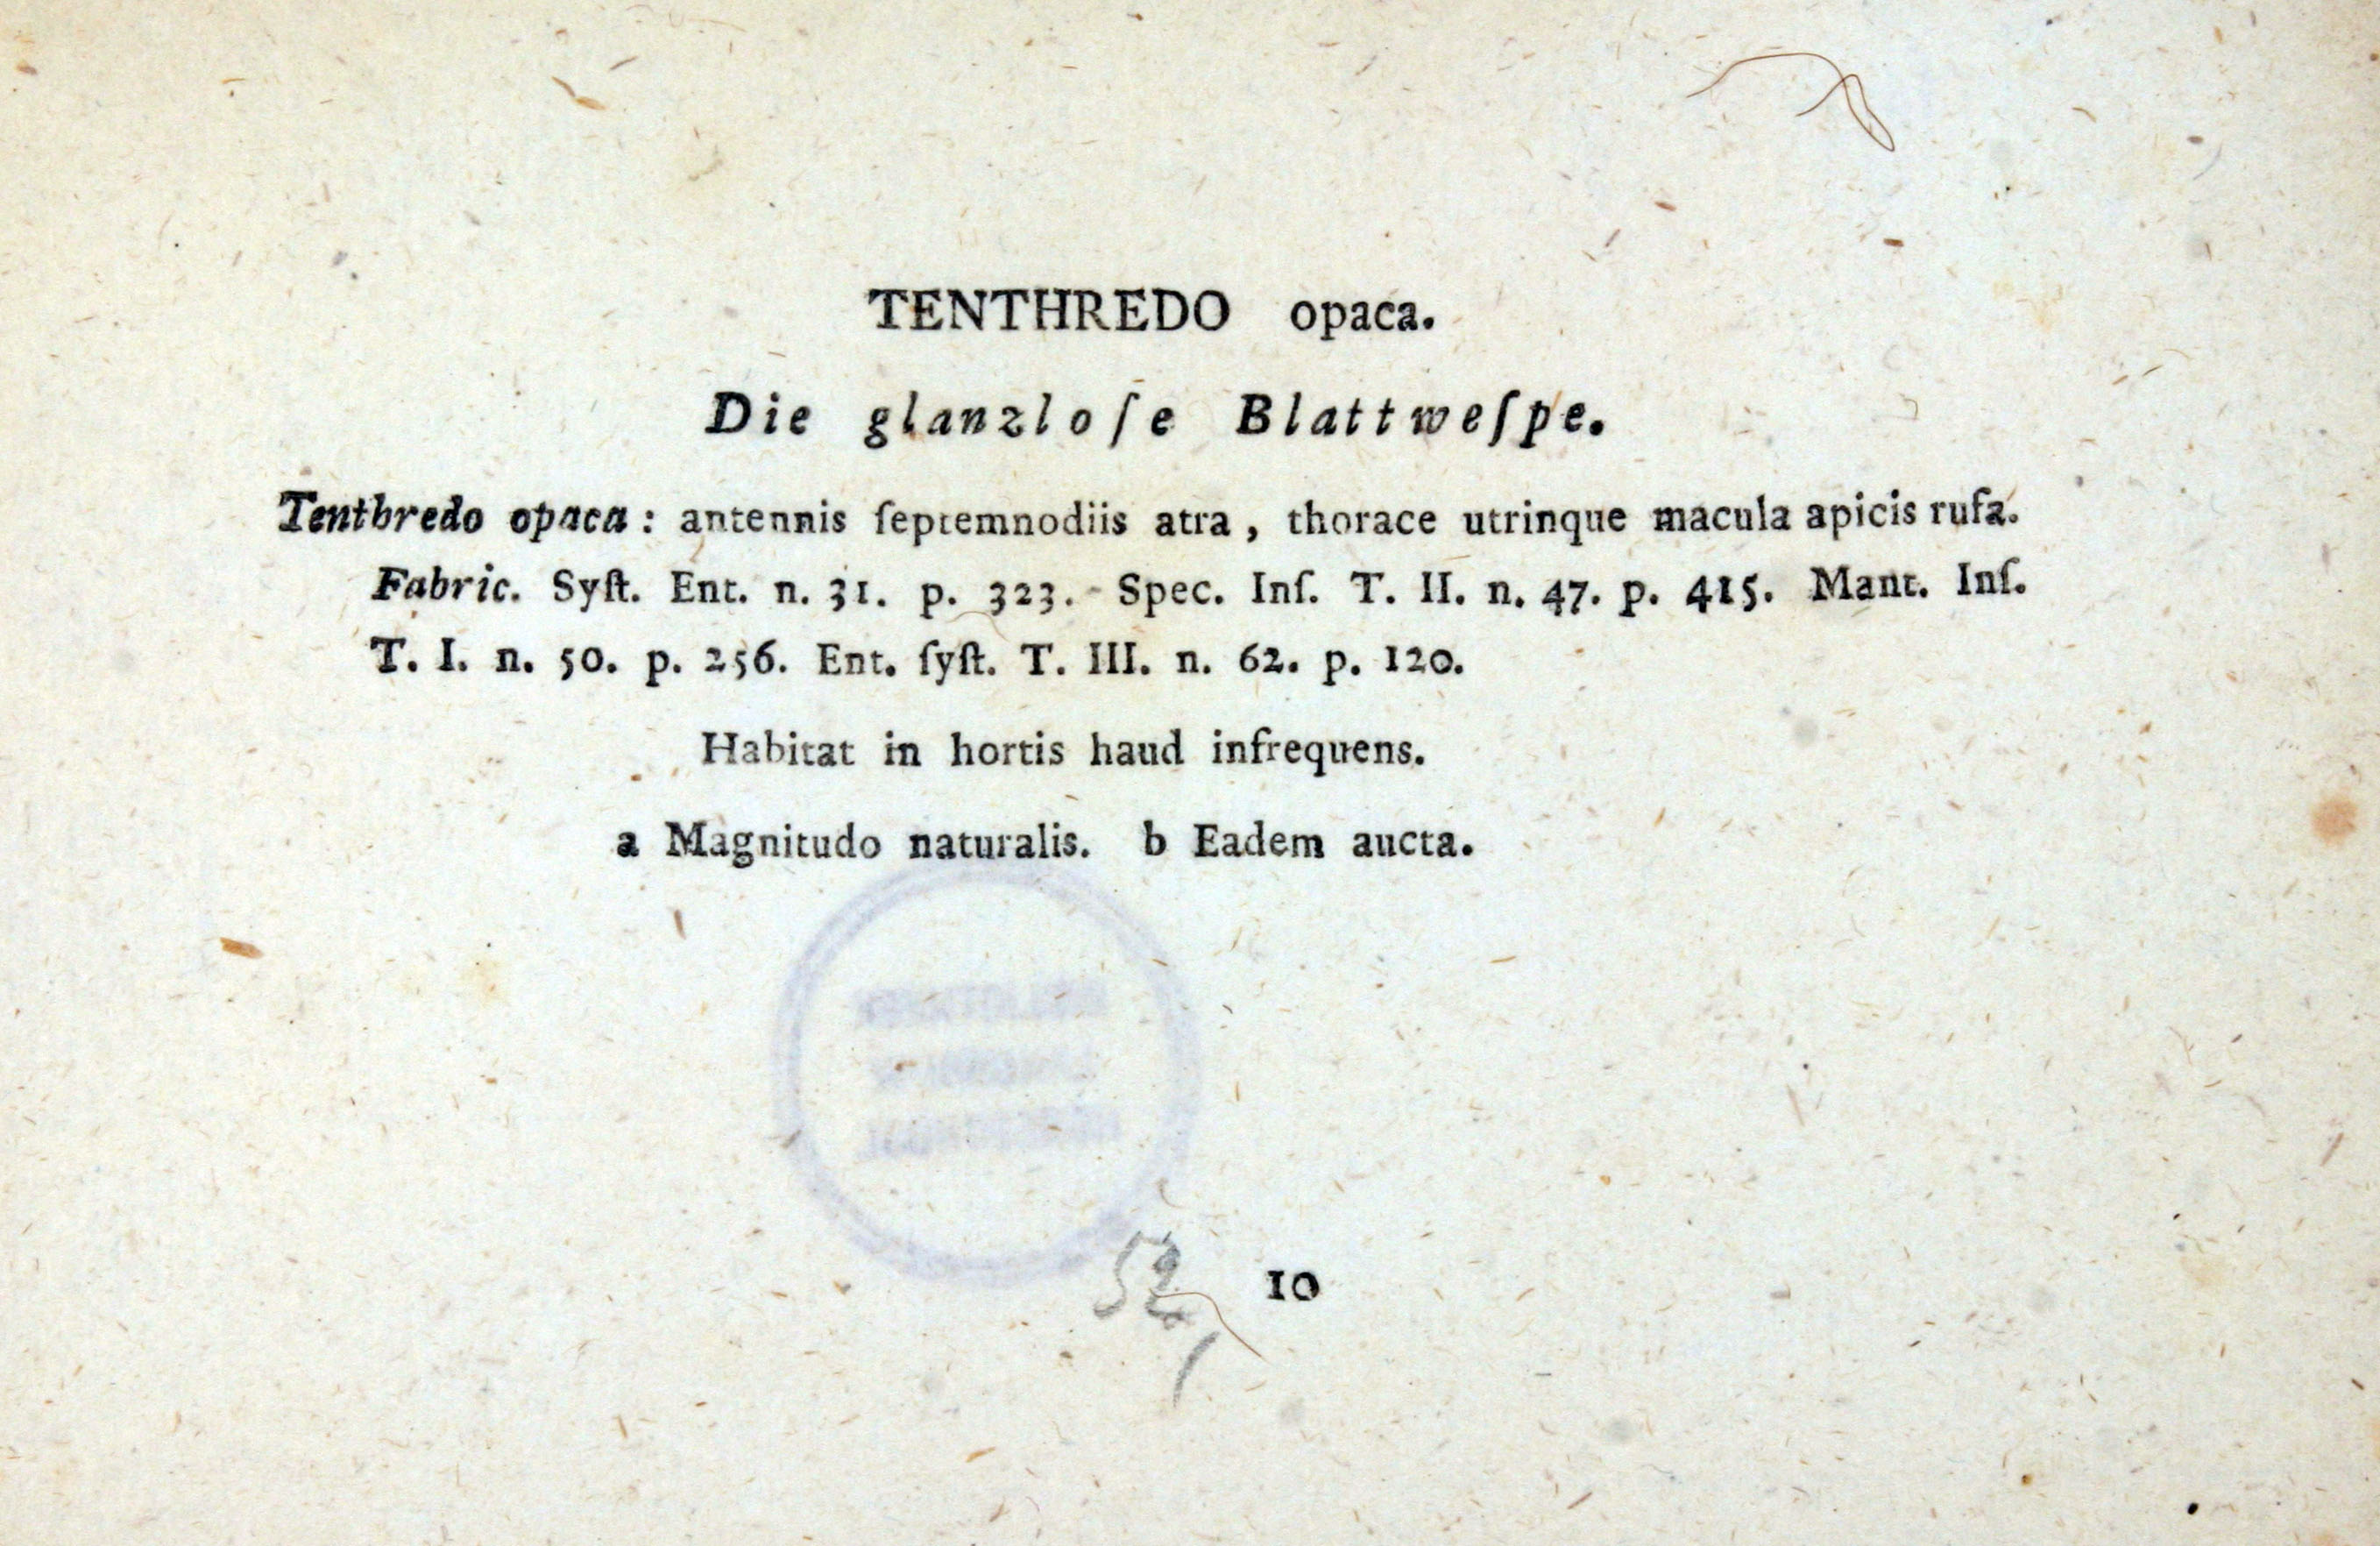 TENTHREDO opaca.
Die glanzloſe Blattweſpe.
Tenthredo opaca: antennis ſeptemnodiis atra, thorace utrinque macula apicis rufa.
Fabric. Syſt. Ent. n. 31. p. 323. Spec. Inſ. T. II. n. 47. p. 415. Mant. Inſ.
T. I. n. 50. p. 256. Ent. ſyſt. T. III. n. 62. p. 120.
Habitat in hortis haud infrequens.
a Magnitudo naturalis. b Eadem aucta.
52
10